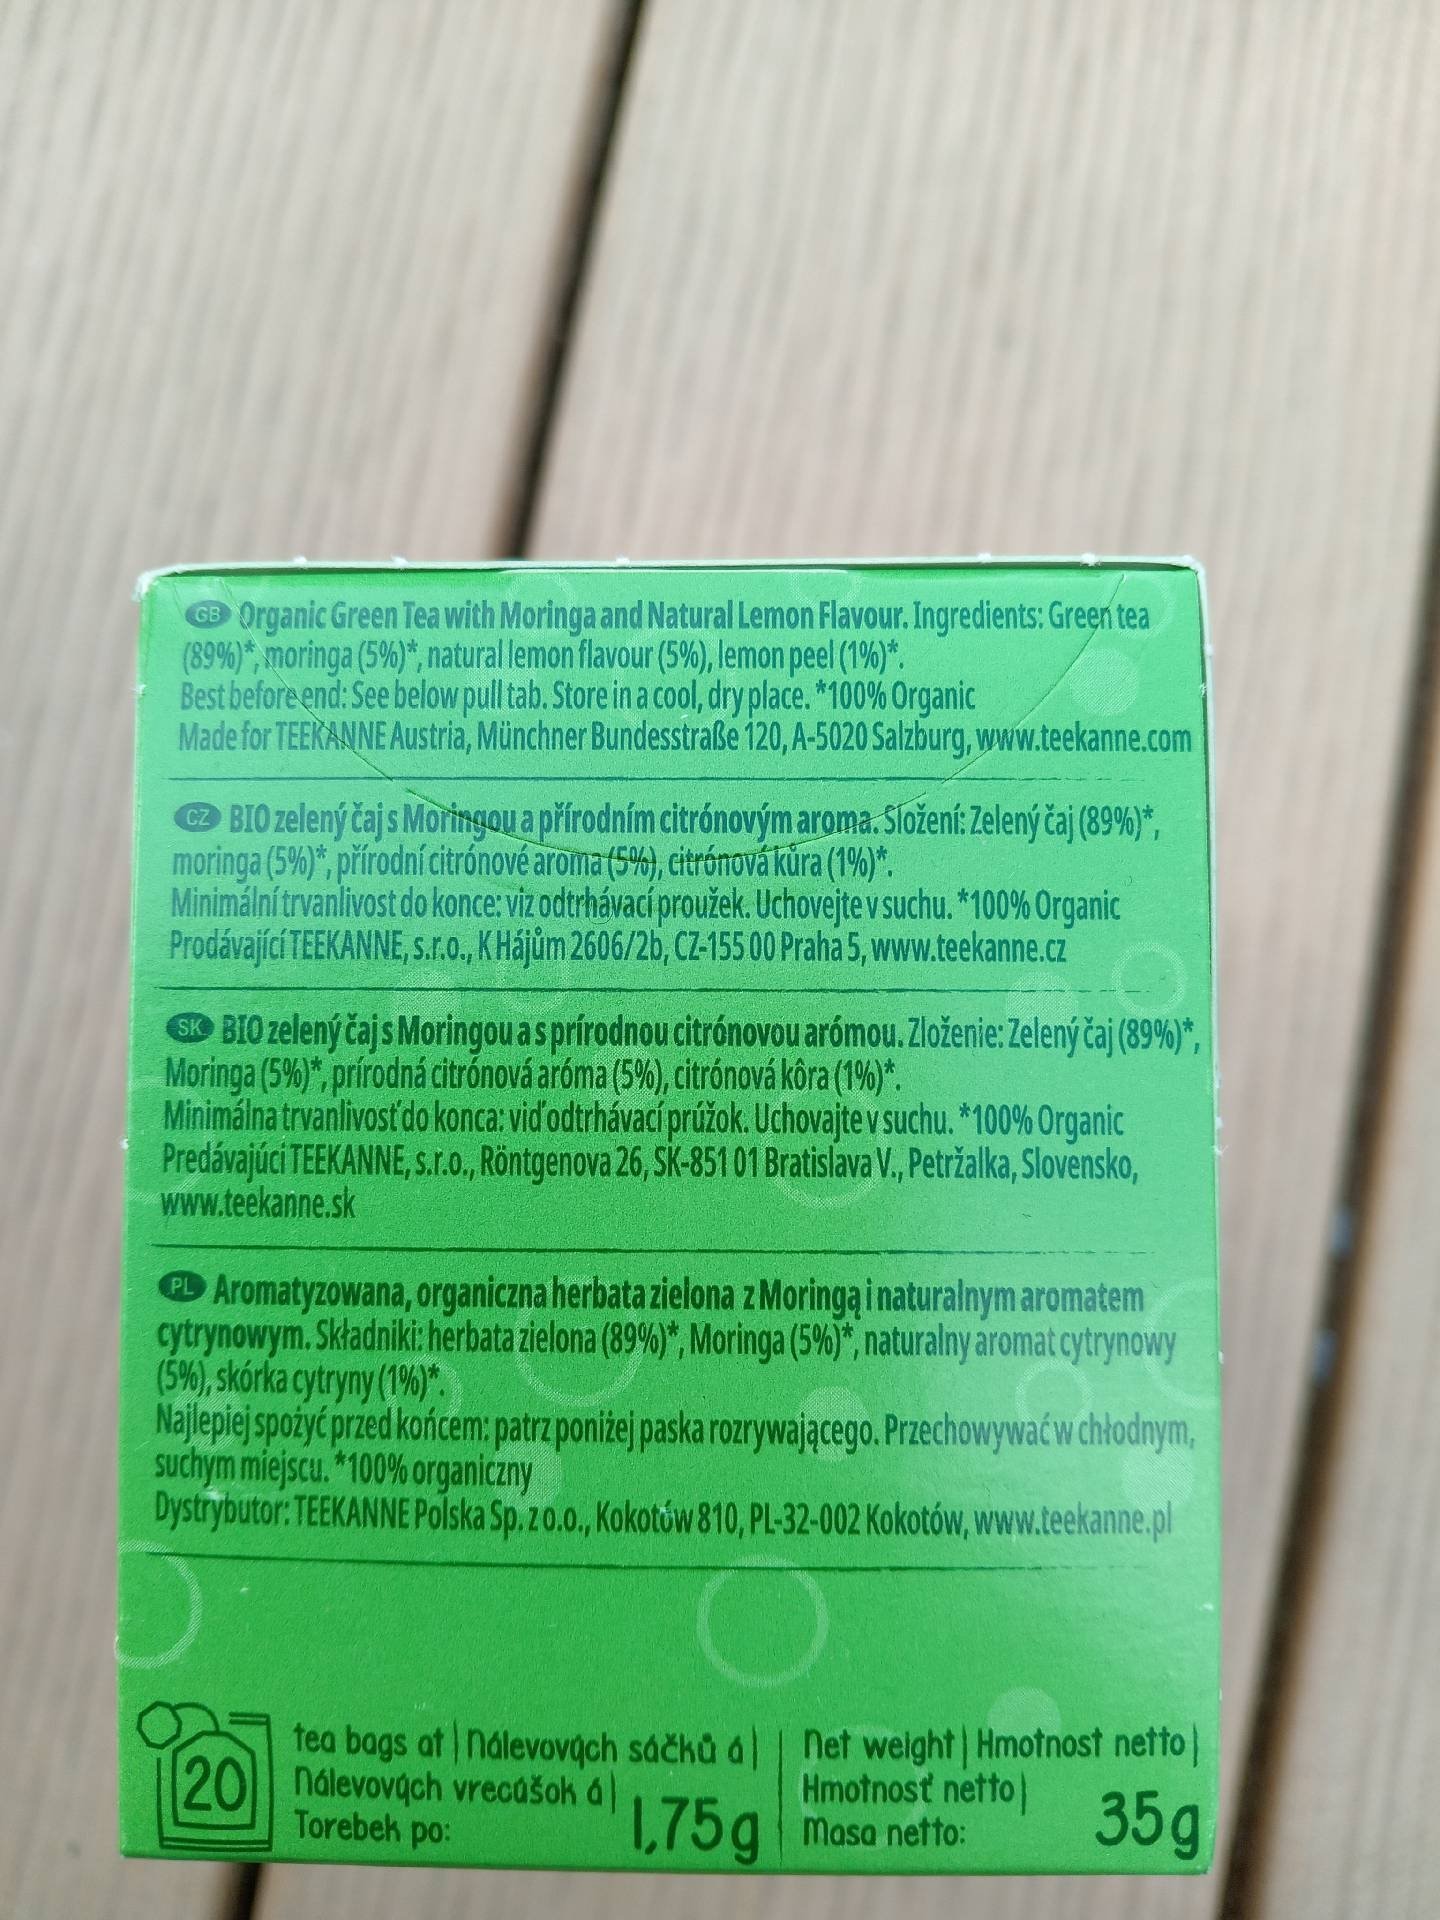 GB Organic Green Tea with Moringa and Natural Lemon Flavour. Ingredients: Green tea
(89%)*, moringa (5%)*, natural lemon flavour (5%), lemon peel (1%)*.
Best before end: See below pull tab. Store in a cool, dry place. *100% Organic
Made for TEEKANNE Austria, Münchner Bundesstraße 120, A-5020 Salzburg, www.teekanne.com
CZ BIO zelený čaj s Moringou a přírodním citrónovým aroma. Složení: Zelený čaj (89%)*,
moringa (5%)*, přírodní citrónové aroma (5%), citrónová kůra (1%)*.
Minimální trvanlivost do konce: viz odtrhávací proužek. Uchovejte v suchu. *100% Organic
Prodávající TEEKANNE, s.r.o., K Hájům 2606/2b, CZ-155 00 Praha 5, www.teekanne.cz
SK BIO zelený čaj s Moringou a s prírodnou citrónovou arómou. Zloženie: Zelený čaj (89%)*,
Moringa (5%)*, prírodná citrónová aróma (5%), citrónová kôra (1%)*.
Minimálna trvanlivosť do konca: viď odtrhávací prúžok. Uchovajte v suchu. *100% Organic
Predávajúci TEEKANNE, s.r.o., Röntgenova 26, SK-851 01 Bratislava V., Petržalka, Slovensko,
www.teekanne.sk
PL Aromatyzowana, organiczna herbata zielona z Moringą i naturalnym aromatem
cytrynowym. Składniki: herbata zielona (89%)*, Moringa (5%)*, naturalny aromat cytrynowy
(5%), skórka cytryny (1%)*.
Najlepiej spożyć przed końcem: patrz poniżej paska rozrywającego. Przechowywać w chłodnym,
suchym miejscu. *100% organiczny
Dystrybutor: TEEKANNE Polska Sp. z o.o., Kokotów 810, PL-32-002 Kokotów, www.teekanne.pl
20
tea bags at | Nálevových sáčků á |
Nálevových vrecúšok á |
Torebek po: 1,75g
Net weight | Hmotnost netto |
Hmotnosť netto |
Masa netto: 35g